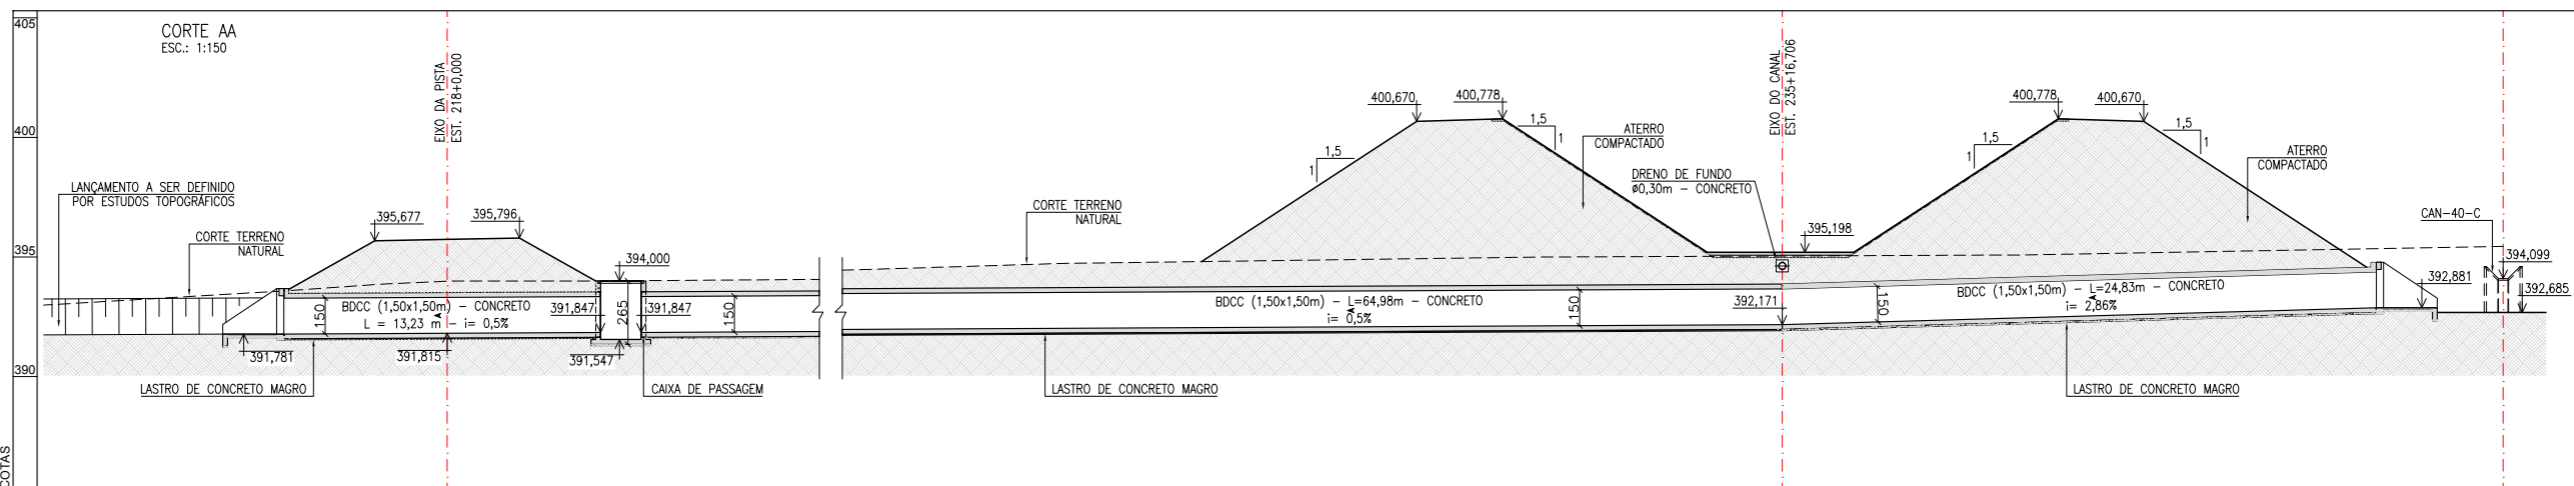 405
CORTE AA
ESC.: 1:150
EIXO DA PISTA
EST. 218+0,000
EIXO DO CANAL
EST. 235+16,706
400
400,670
400,778
1,5
1
1,5
1
ATERRO
COMPACTADO
400,778
400,670
1,5
1
1,5
1
ATERRO
COMPACTADO
DRENO DE FUNDO
ø0,30m - CONCRETO
LANÇAMENTO A SER DEFINIDO
POR ESTUDOS TOPOGRÁFICOS
CORTE TERRENO
NATURAL
395,677
395,796
CORTE TERRENO
NATURAL
395,198
CAN-40-C
395
394,000
394,099
392,881
392,685
150
BDCC (1,50x1,50m) - CONCRETO
L = 13,23 m - i= 0,5%
391,847
265
391,847
150
BDCC (1,50x1,50m) - L=64,98m - CONCRETO
i= 0,5%
150
392,171
150
BDCC (1,50x1,50m) - L=24,83m - CONCRETO
i= 2,86%
391,781
391,815
391,547
390
LASTRO DE CONCRETO MAGRO
CAIXA DE PASSAGEM
LASTRO DE CONCRETO MAGRO
LASTRO DE CONCRETO MAGRO
COTAS